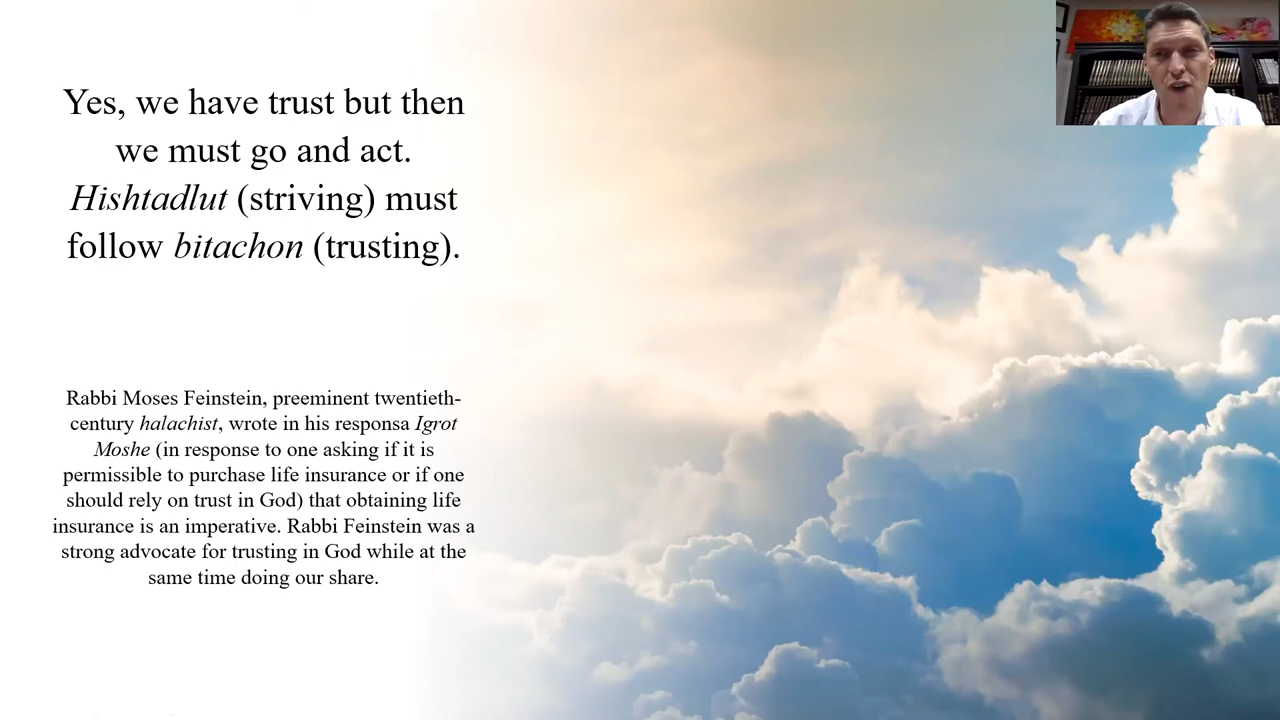 Yes, we have trust but then
we must go and act.
Hishtadlut (striving) must
follow bitachon (trusting).
Rabbi Moses Feinstein, preeminent twentieth-
century halachist, wrote in his responsa Igrot
Moshe (in response to one asking if it is
permissible to purchase life insurance or if one
should rely on trust in God) that obtaining life
insurance is an imperative. Rabbi Feinstein was a
strong advocate for trusting in God while at the
same time doing our share.